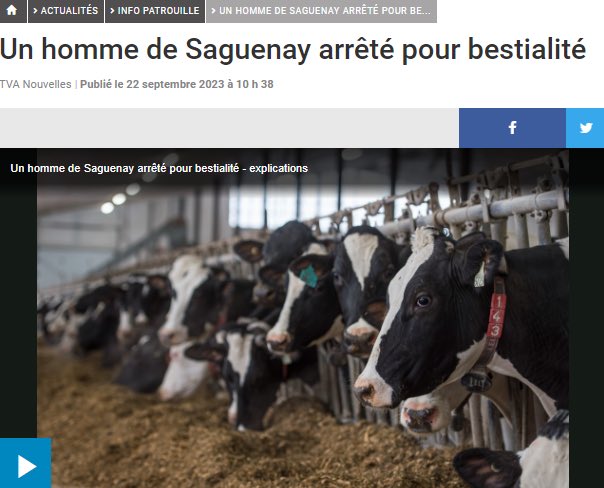 ACTUALITÉS > INFO PATROUILLE > UN HOMME DE SAGUENAY ARRÊTÉ POUR BE...
Un homme de Saguenay arrêté pour bestialité
TVA Nouvelles | Publié le 22 septembre 2023 à 10 h 38
Un homme de Saguenay arrêté pour bestialité - explications
143